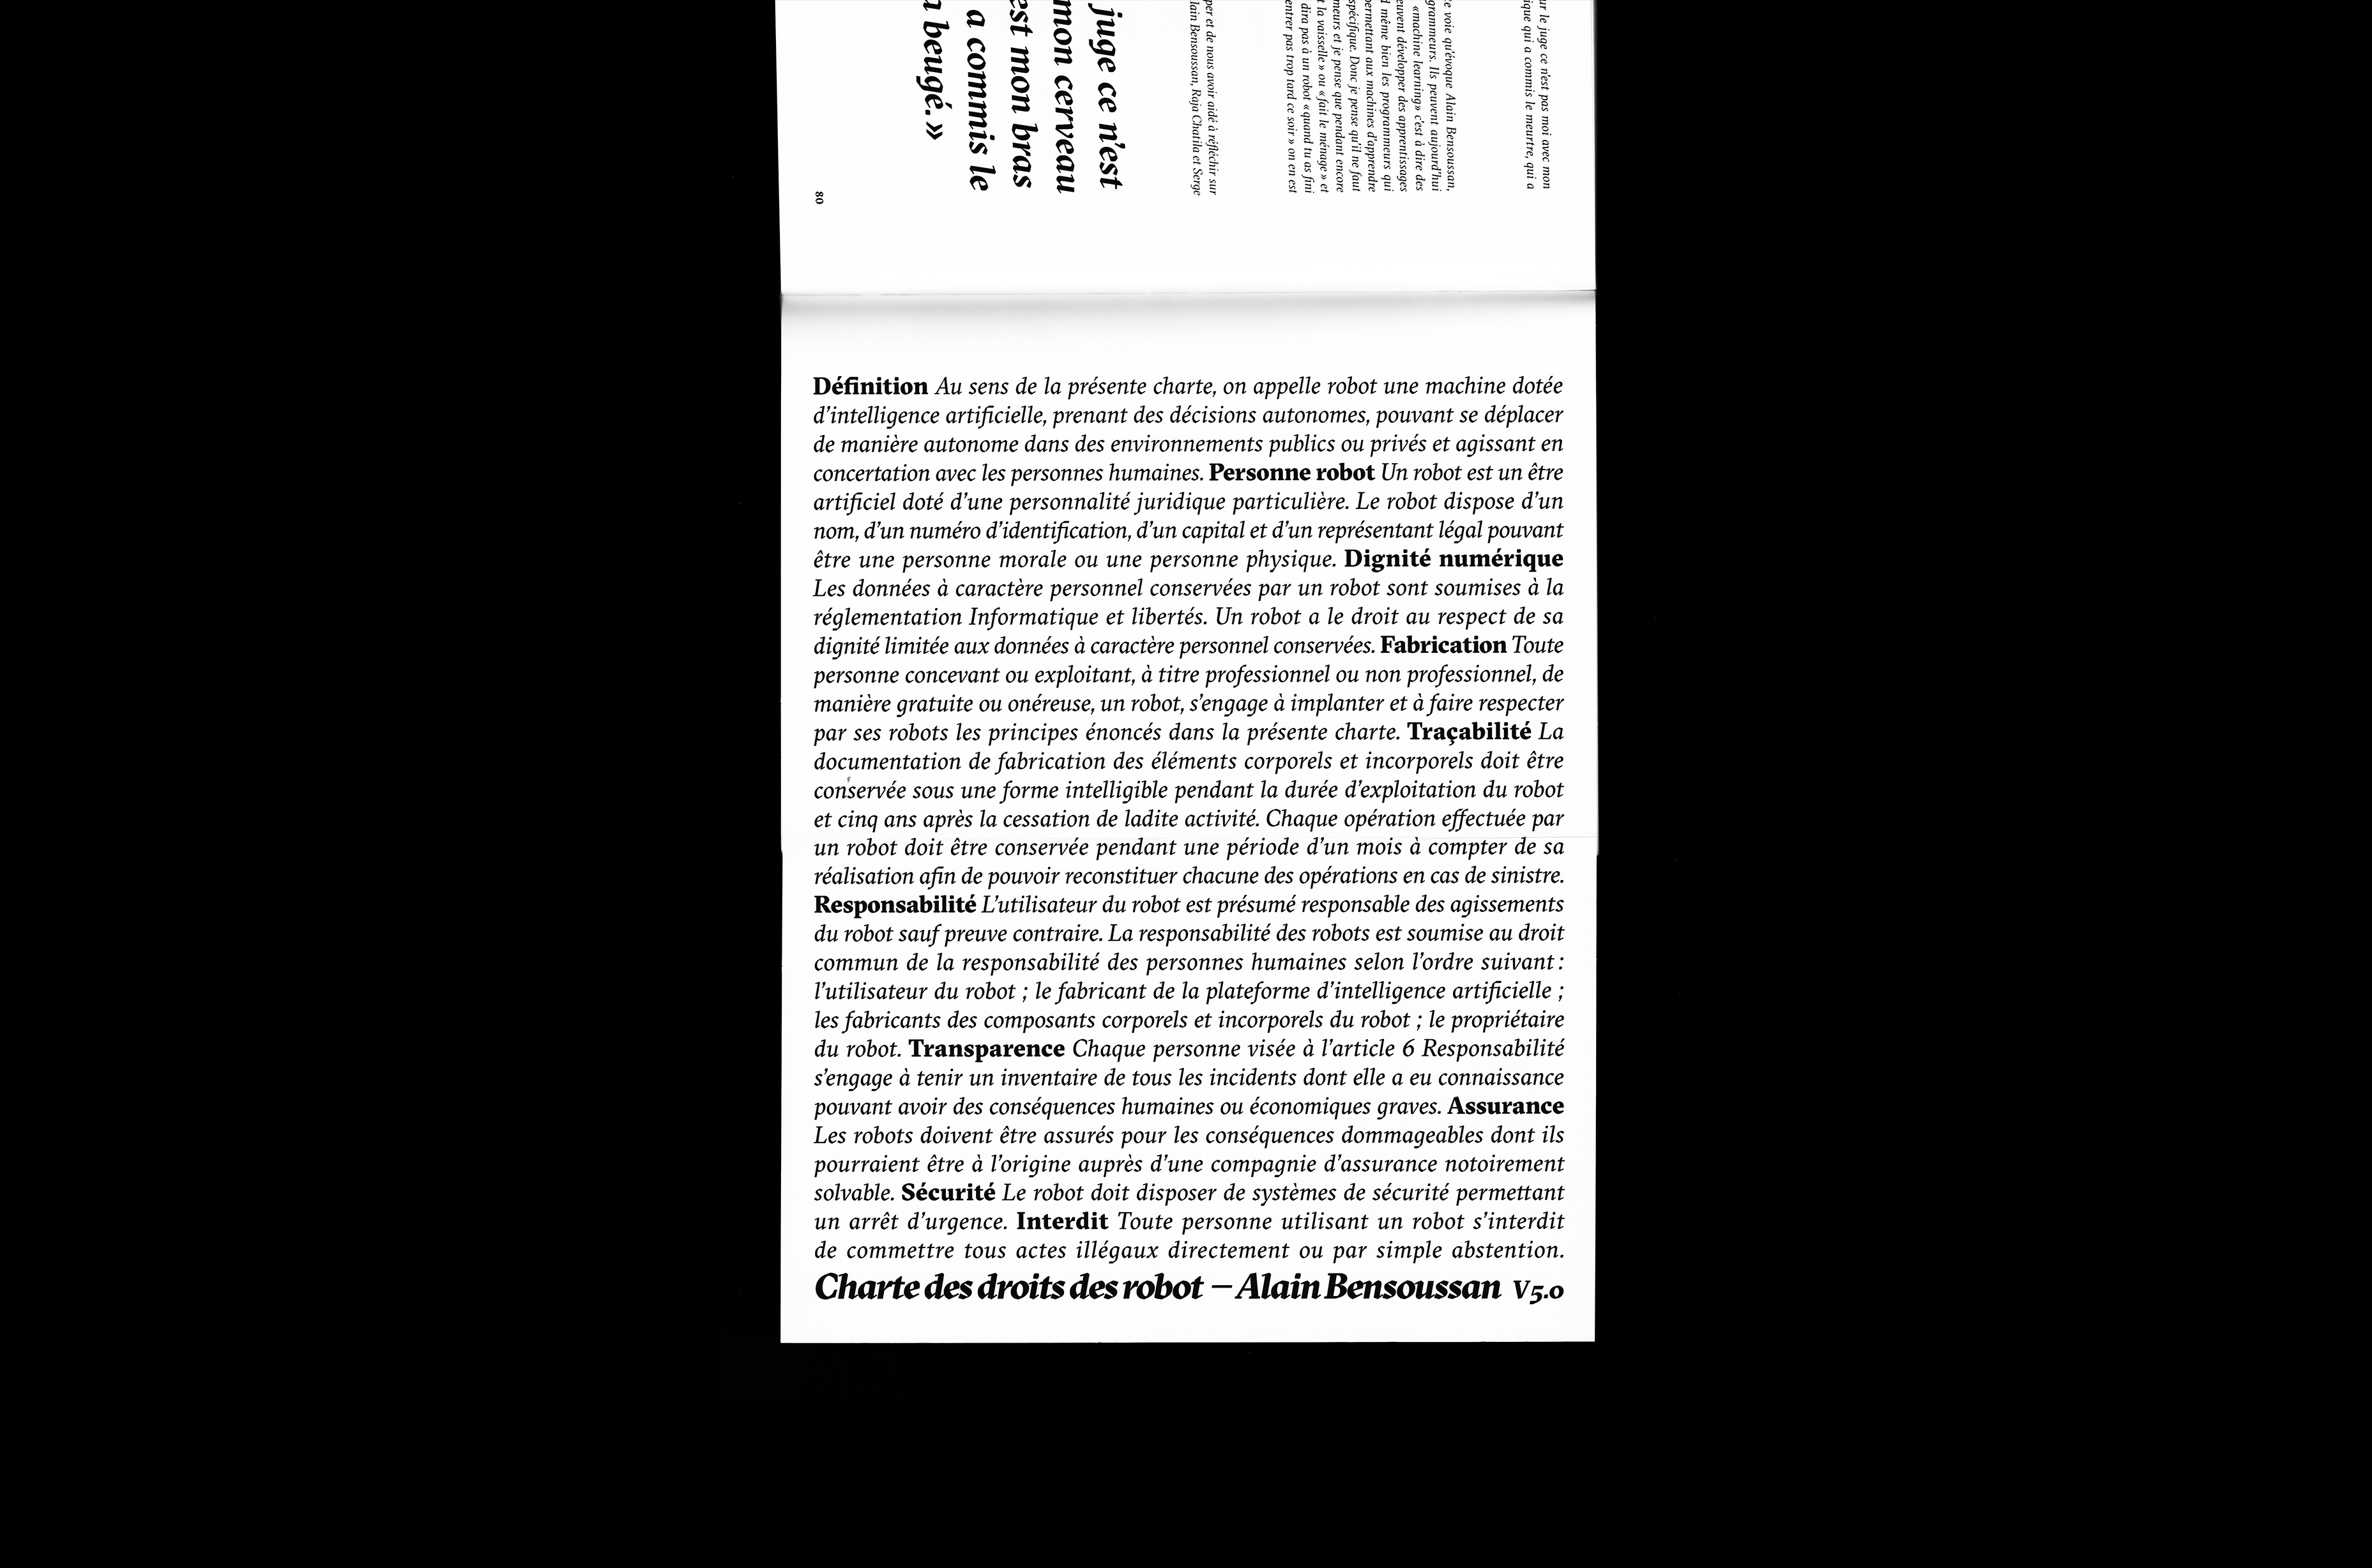 juge ce n'est
mon cerveau
est mon bras
a commis le
beugé. »
per et de nous avoir aidé à réfléchir sur
lain Bensoussan, Raja Chatila et Serge
80
ur le juge ce n'est pas moi avec mon
ique qui a commis le meurtre, qui a
voie qu'évoque Alain Bensoussan,
grammeurs. Ils peuvent aujourd'hui
«machine learning» c'est à dire des
euvent développer des apprentissages
même bien les programmeurs qui
permettant aux machines d'apprendre
spécifique. Donc je pense qu'il ne faut
meurs et je pense que pendant encore
t la vaisselle » ou « fait le ménage » et
dira pas à un robot « quand tu as fini
entrer pas trop tard ce soir » on en est
Définition Au sens de la présente charte, on appelle robot une machine dotée
d'intelligence artificielle, prenant des décisions autonomes, pouvant se déplacer
de manière autonome dans des environnements publics ou privés et agissant en
concertation avec les personnes humaines. Personne robot Un robot est un être
artificiel doté d'une personnalité juridique particulière. Le robot dispose d'un
nom, d'un numéro d'identification, d'un capital et d'un représentant légal pouvant
être une personne morale ou une personne physique. Dignité numérique
Les données à caractère personnel conservées par un robot sont soumises à la
réglementation Informatique et libertés. Un robot a le droit au respect de sa
dignité limitée aux données à caractère personnel conservées. Fabrication Toute
personne concevant ou exploitant, à titre professionnel ou non professionnel, de
manière gratuite ou onéreuse, un robot, s'engage à implanter et à faire respecter
par ses robots les principes énoncés dans la présente charte. Traçabilité La
documentation de fabrication des éléments corporels et incorporels doit être
conservée sous une forme intelligible pendant la durée d'exploitation du robot
et cinq ans après la cessation de ladite activité. Chaque opération effectuée par
un robot doit être conservée pendant une période d'un mois à compter de sa
réalisation afin de pouvoir reconstituer chacune des opérations en cas de sinistre.
Responsabilité L'utilisateur du robot est présumé responsable des agissements
du robot sauf preuve contraire. La responsabilité des robots est soumise au droit
commun de la responsabilité des personnes humaines selon l'ordre suivant :
l'utilisateur du robot ; le fabricant de la plateforme d'intelligence artificielle ;
les fabricants des composants corporels et incorporels du robot ; le propriétaire
du robot. Transparence Chaque personne visée à l'article 6 Responsabilité
s'engage à tenir un inventaire de tous les incidents dont elle a eu connaissance
pouvant avoir des conséquences humaines ou économiques graves. Assurance
Les robots doivent être assurés pour les conséquences dommageables dont ils
pourraient être à l'origine auprès d'une compagnie d'assurance notoirement
solvable. Sécurité Le robot doit disposer de systèmes de sécurité permettant
un arrêt d'urgence. Interdit Toute personne utilisant un robot s'interdit
de commettre tous actes illégaux directement ou par simple abstention.
Charte des droits des robot – Alain Bensoussan V5.0